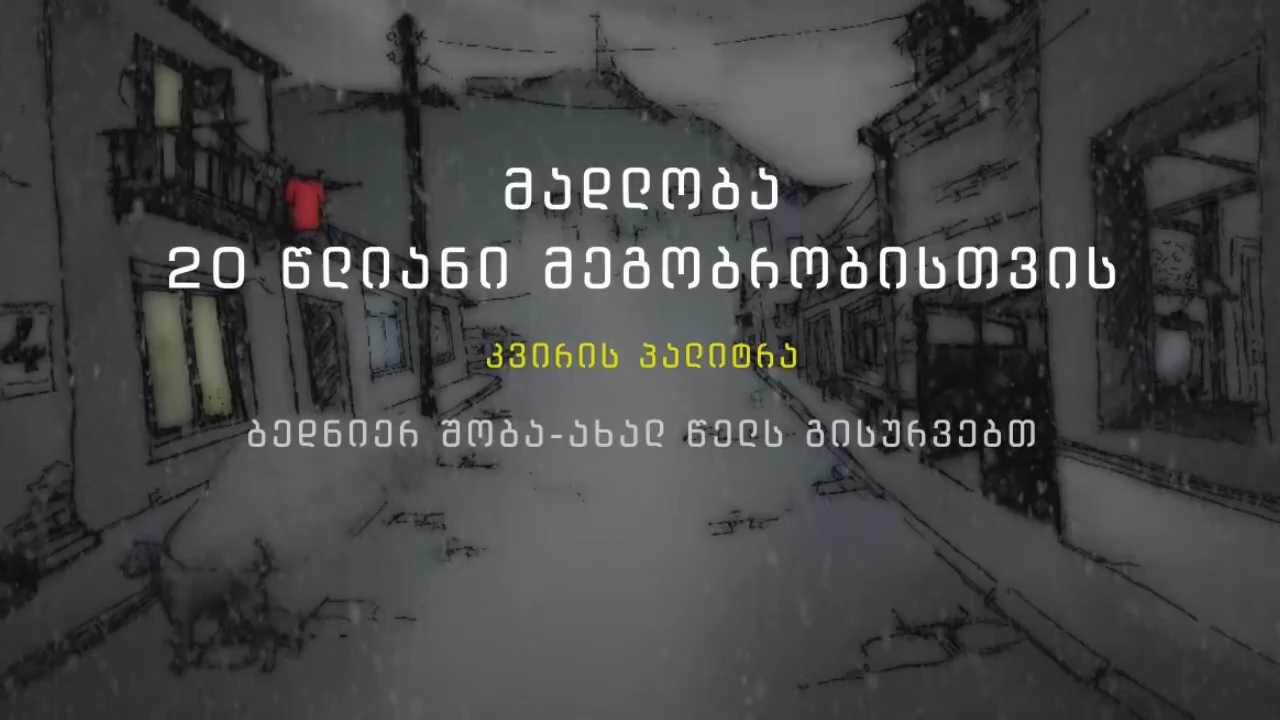 მადლობა
20 წლიანი მეგობრობისთვის
კვირის პალიტრა
ბედნიერ შობა-ახალ წელს გისურვებთ